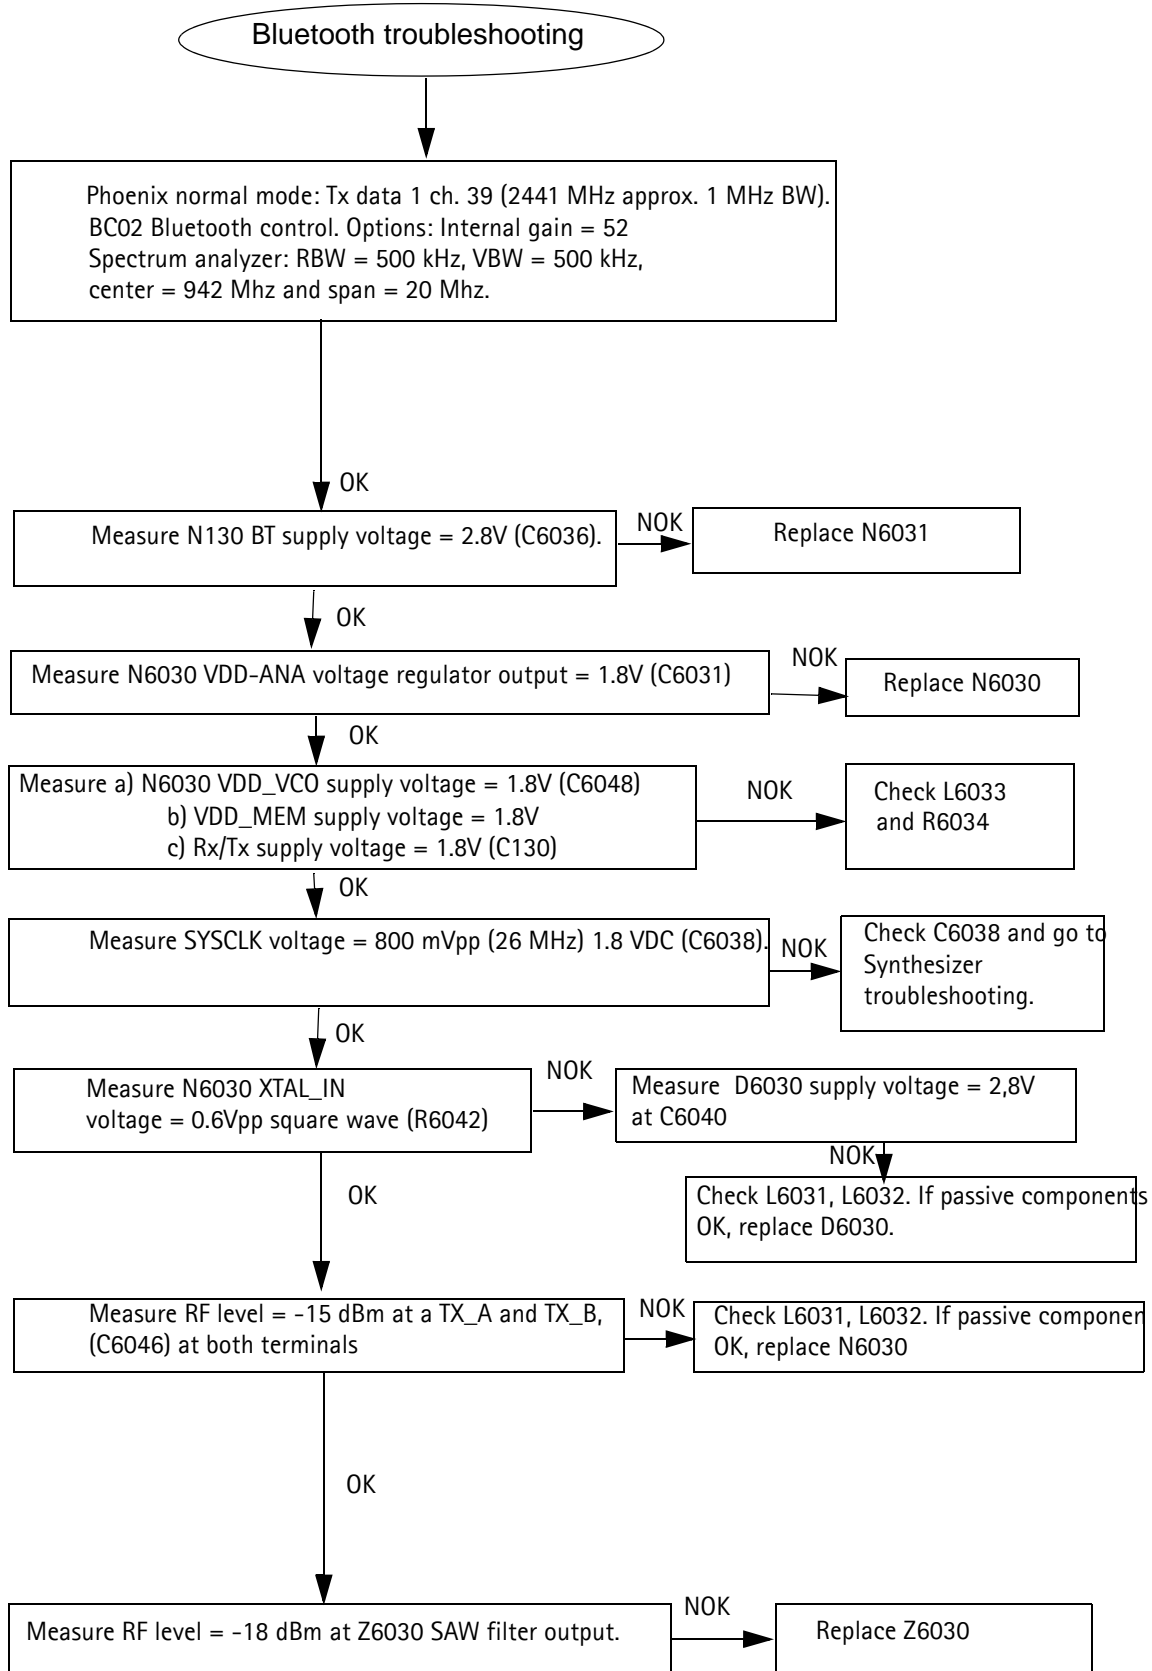 Bluetooth troubleshooting
Phoenix normal mode: Tx data 1 ch. 39 (2441 MHz approx. 1 MHz BW).
BC02 Bluetooth control. Options: Internal gain = 52
Spectrum analyzer: RBW = 500 kHz, VBW = 500 kHz,
center = 942 Mhz and span = 20 Mhz.
OK
Measure N130 BT supply voltage = 2.8V (C6036).
NOK
Replace N6031
OK
Measure N6030 VDD-ANA voltage regulator output = 1.8V (C6031)
NOK
Replace N6030
OK
Measure a) N6030 VDD_VCO supply voltage = 1.8V (C6048)
b) VDD_MEM supply voltage = 1.8V
c) Rx/Tx supply voltage = 1.8V (C130)
NOK
Check L6033
and R6034
OK
Measure SYSCLK voltage = 800 mVpp (26 MHz) 1.8 VDC (C6038).
NOK
Check C6038 and go to
Synthesizer
troubleshooting.
OK
Measure N6030 XTAL_IN
voltage = 0.6Vpp square wave (R6042)
NOK
Measure D6030 supply voltage = 2,8V
at C6040
NOK
Check L6031, L6032. If passive components
OK, replace D6030.
OK
Measure RF level = -15 dBm at a TX_A and TX_B,
(C6046) at both terminals
NOK
Check L6031, L6032. If passive componen
OK, replace N6030
OK
Measure RF level = -18 dBm at Z6030 SAW filter output.
NOK
Replace Z6030